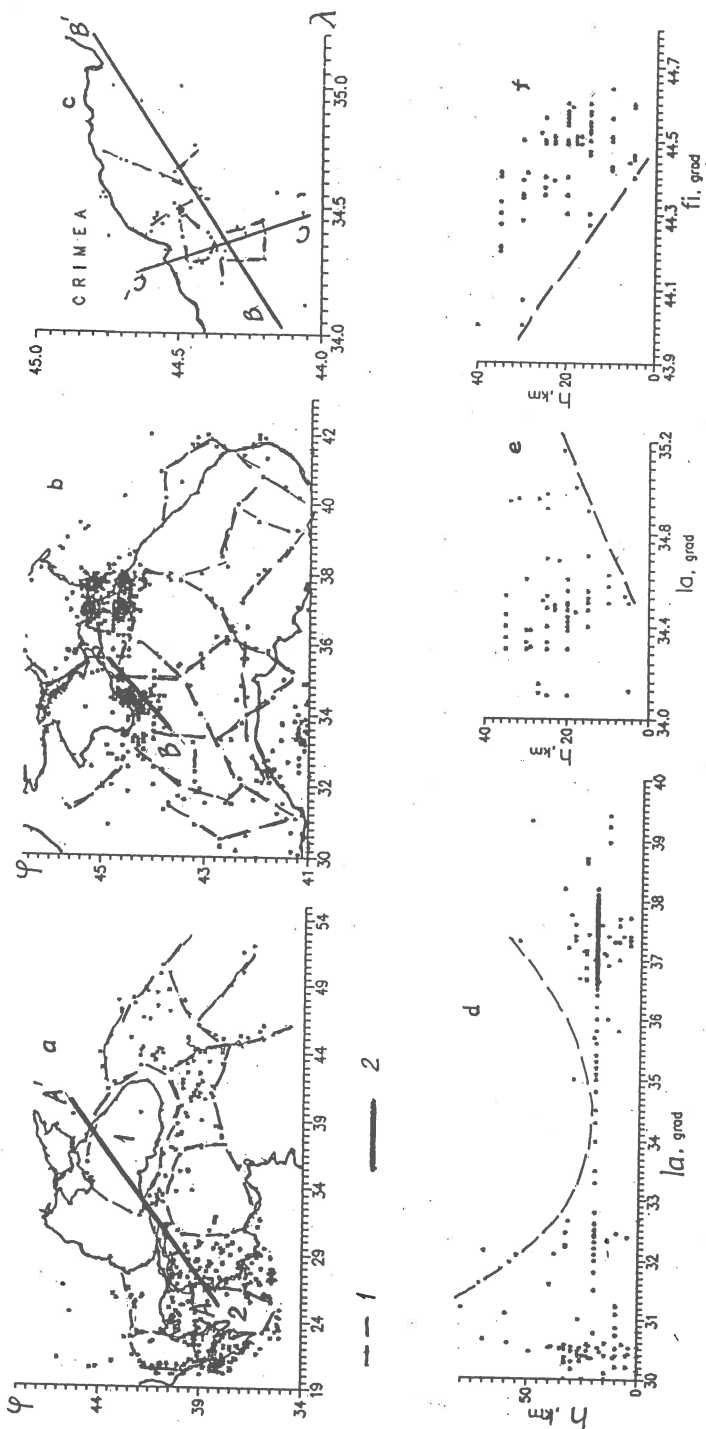 φ
44
39
34
19
24
29
34
39
44
49
54
a
A
A'
1
2
φ
45
43
41
30
32
34
36
38
40
42
b
B
45.0
44.5
44.0
34.0
34.5
35.0
λ
c
CRIMEA
B
B'
C
C
1
2
h, km
50
0
30
31
32
33
34
35
36
37
38
39
40
la, grad
d
h, km
40
20
0
34.0
34.4
34.8
35.2
la, grad
e
h, km
40
20
0
43.9
44.1
44.3
44.5
44.7
fi, grad
f